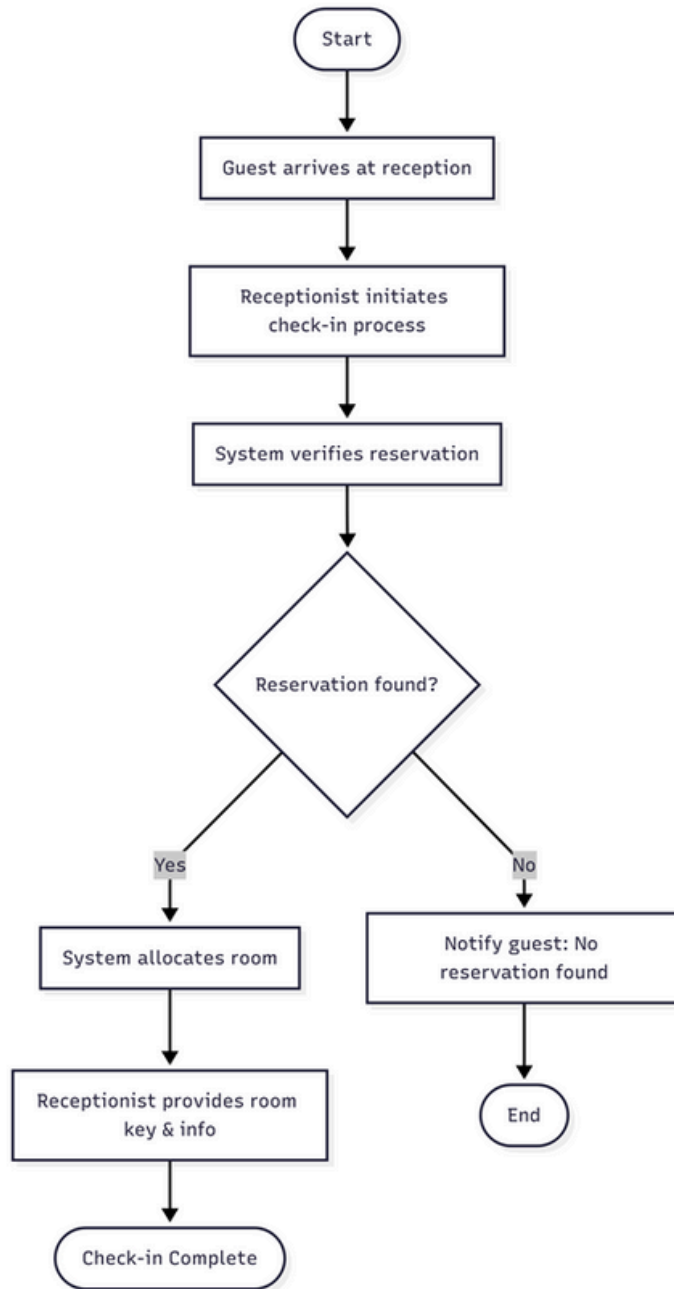 Start
Guest arrives at reception
Receptionist initiates
check-in process
System verifies reservation
Reservation found?
Yes
No
System allocates room
Notify guest: No
reservation found
Receptionist provides room
key & info
End
Check-in Complete